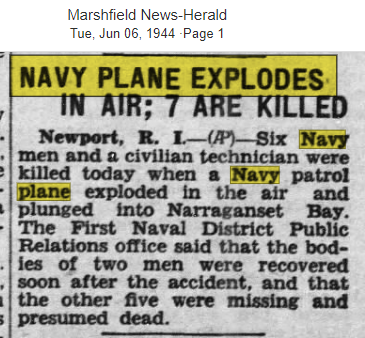 Marshfield News-Herald
Tue, Jun 06, 1944 ·Page 1
NAVY PLANE EXPLODES
IN AIR; 7 ARE KILLED
Newport, R. I.—(AP)—Six Navy
men and a civilian technician were
killed today when a Navy patrol
plane exploded in the air and
plunged into Narraganset Bay.
The First Naval District Public
Relations office said that the bod-
ies of two men were recovered
soon after the accident, and that
the other five were missing and
presumed dead.